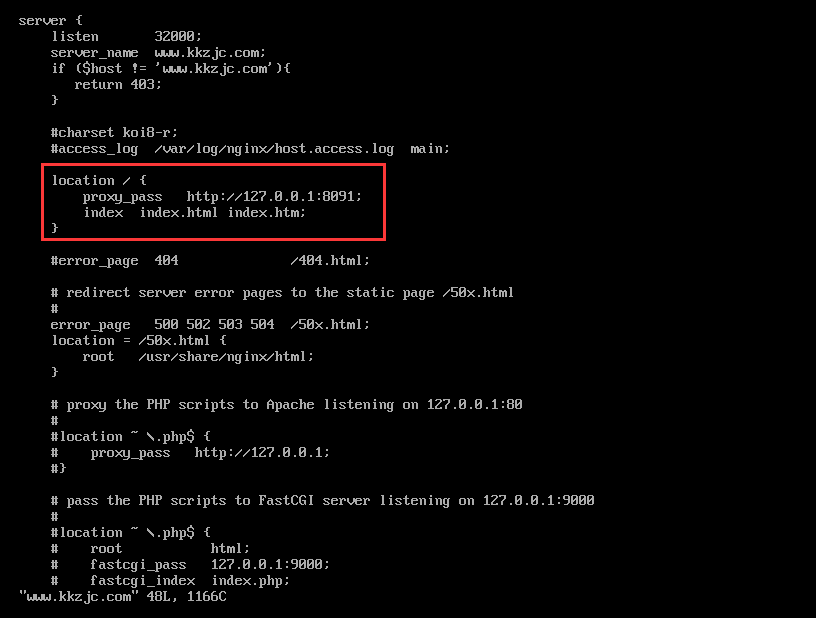 server {
    listen       32000;
    server_name  www.kkzjc.com;
    if ($host != 'www.kkzjc.com'){
       return 403;
    }
    #charset koi8-r;
    #access_log  /var/log/nginx/host.access.log  main;
    location / {
        proxy_pass   http://127.0.0.1:8091;
        index  index.html index.htm;
    }
    #error_page  404              /404.html;
    # redirect server error pages to the static page /50x.html
    #
    error_page   500 502 503 504  /50x.html;
    location = /50x.html {
        root   /usr/share/nginx/html;
    }
    # proxy the PHP scripts to Apache listening on 127.0.0.1:80
    #
    #location ~ \.php$ {
    #    proxy_pass   http://127.0.0.1;
    #}
    # pass the PHP scripts to FastCGI server listening on 127.0.0.1:9000
    #
    #location ~ \.php$ {
    #    root           html;
    #    fastcgi_pass   127.0.0.1:9000;
    #    fastcgi_index  index.php;
"www.kkzjc.com" 48L, 1166C